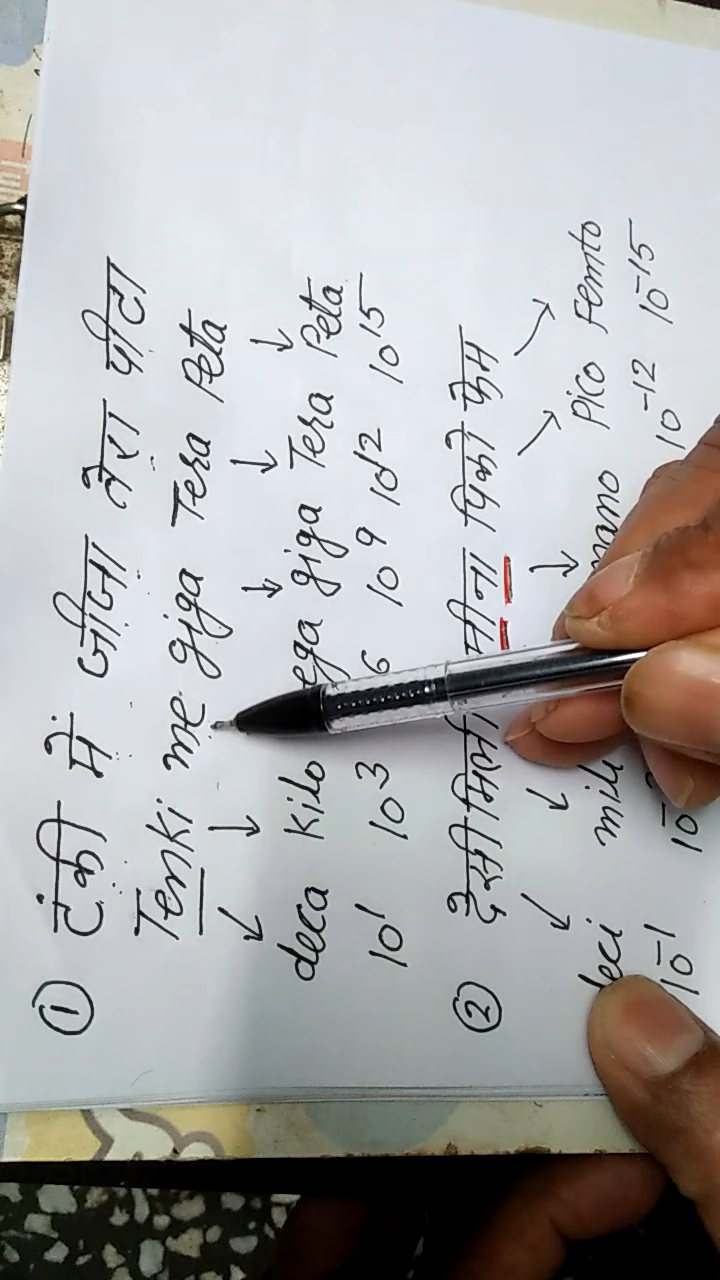 ① टंकी में जीजा तेरा पीटा
Tenki me giga Tera Peta
↙ ↓ ↓ ↓ ↓
deca kilo ega giga Tera Peta
10¹ 10³ 6 10⁹ 10¹² 10¹⁵
② देसी मिली नीना पिको फेम
↙ ↙ ↓ ↘ ↘
deci mili nano Pico Femto
10⁻¹ 10⁻¹² 10⁻¹⁵